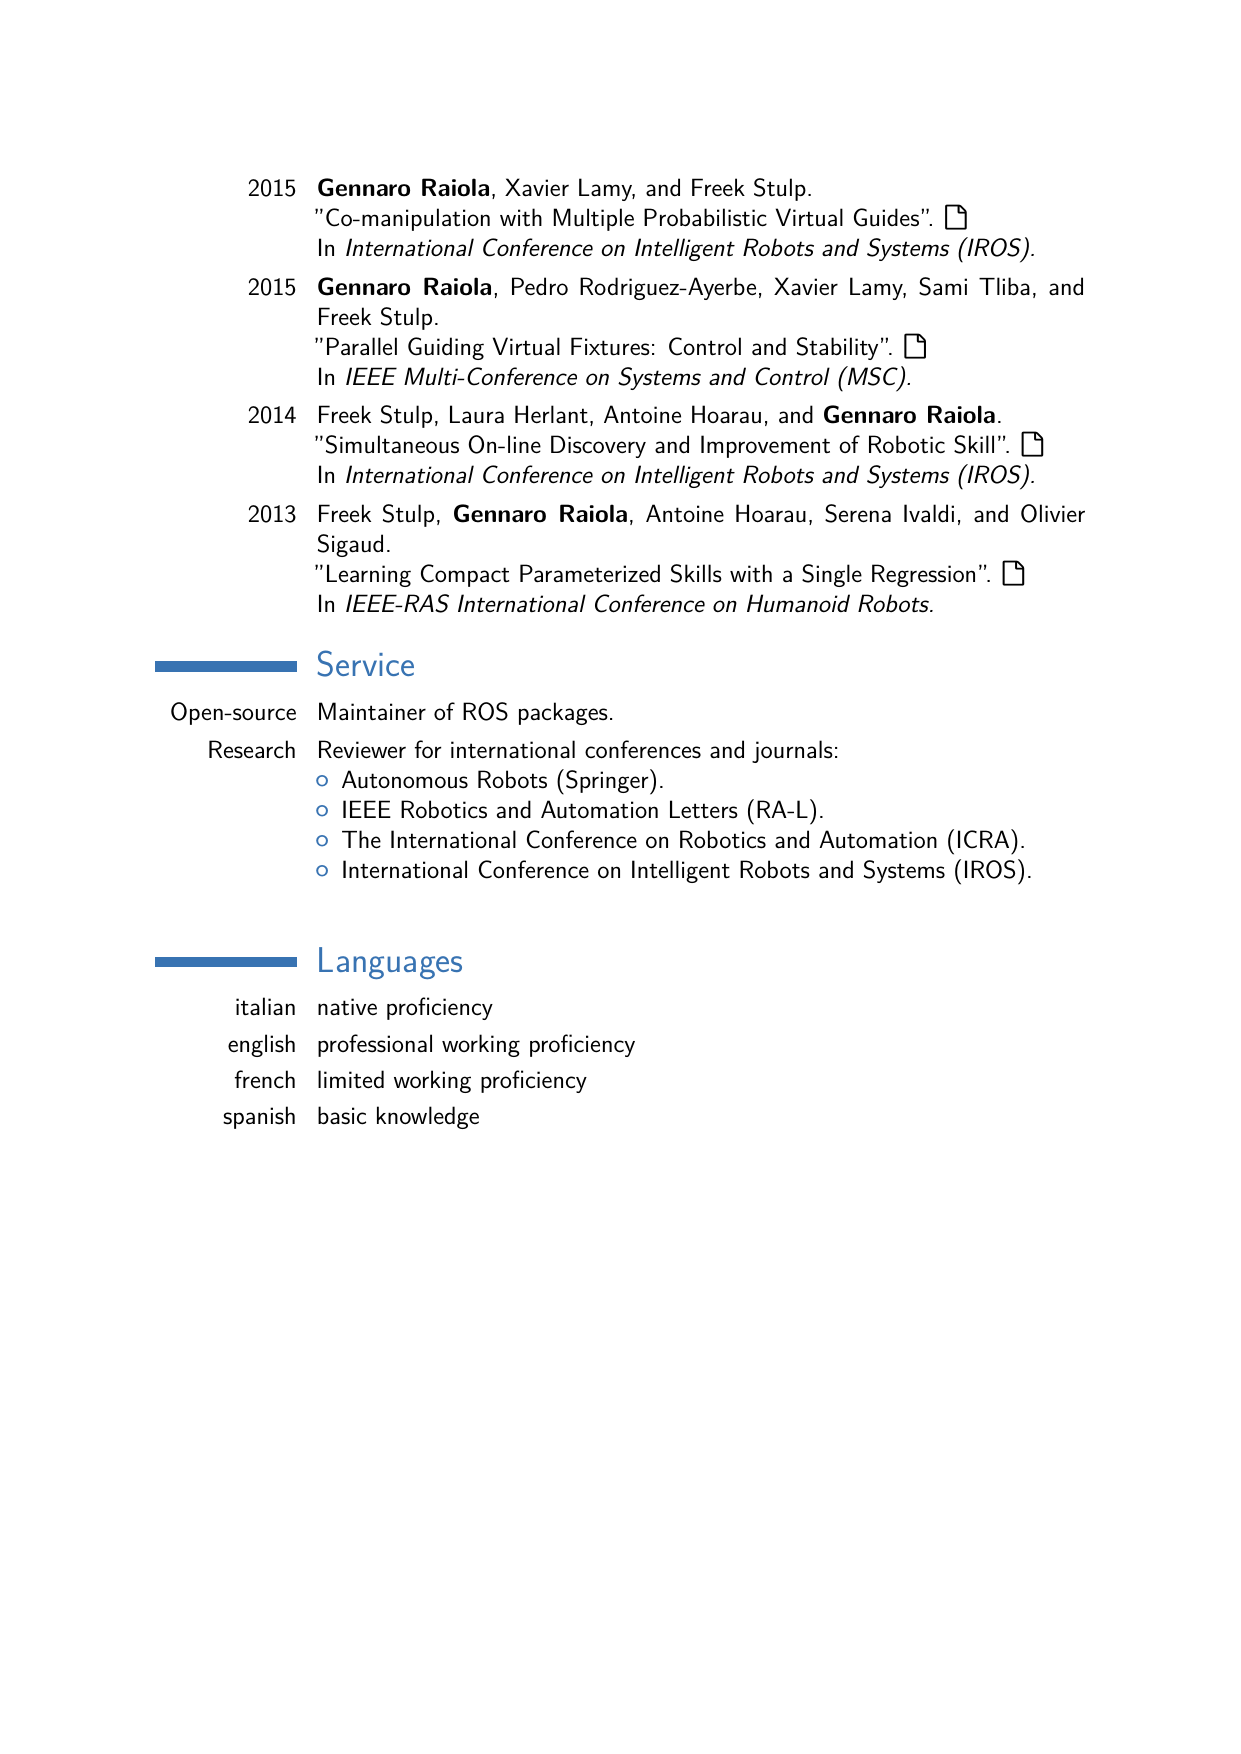 2015 Gennaro Raiola, Xavier Lamy, and Freek Stulp.
”Co-manipulation with Multiple Probabilistic Virtual Guides”.
In International Conference on Intelligent Robots and Systems (IROS).
2015 Gennaro Raiola, Pedro Rodriguez-Ayerbe, Xavier Lamy, Sami Tliba, and
Freek Stulp.
”Parallel Guiding Virtual Fixtures: Control and Stability”.
In IEEE Multi-Conference on Systems and Control (MSC).
2014 Freek Stulp, Laura Herlant, Antoine Hoarau, and Gennaro Raiola.
”Simultaneous On-line Discovery and Improvement of Robotic Skill”.
In International Conference on Intelligent Robots and Systems (IROS).
2013 Freek Stulp, Gennaro Raiola, Antoine Hoarau, Serena Ivaldi, and Olivier
Sigaud.
”Learning Compact Parameterized Skills with a Single Regression”.
In IEEE-RAS International Conference on Humanoid Robots.
Service
Open-source Maintainer of ROS packages.
Research Reviewer for international conferences and journals:
Autonomous Robots (Springer).
IEEE Robotics and Automation Letters (RA-L).
The International Conference on Robotics and Automation (ICRA).
International Conference on Intelligent Robots and Systems (IROS).
Languages
italian native proficiency
english professional working proficiency
french limited working proficiency
spanish basic knowledge